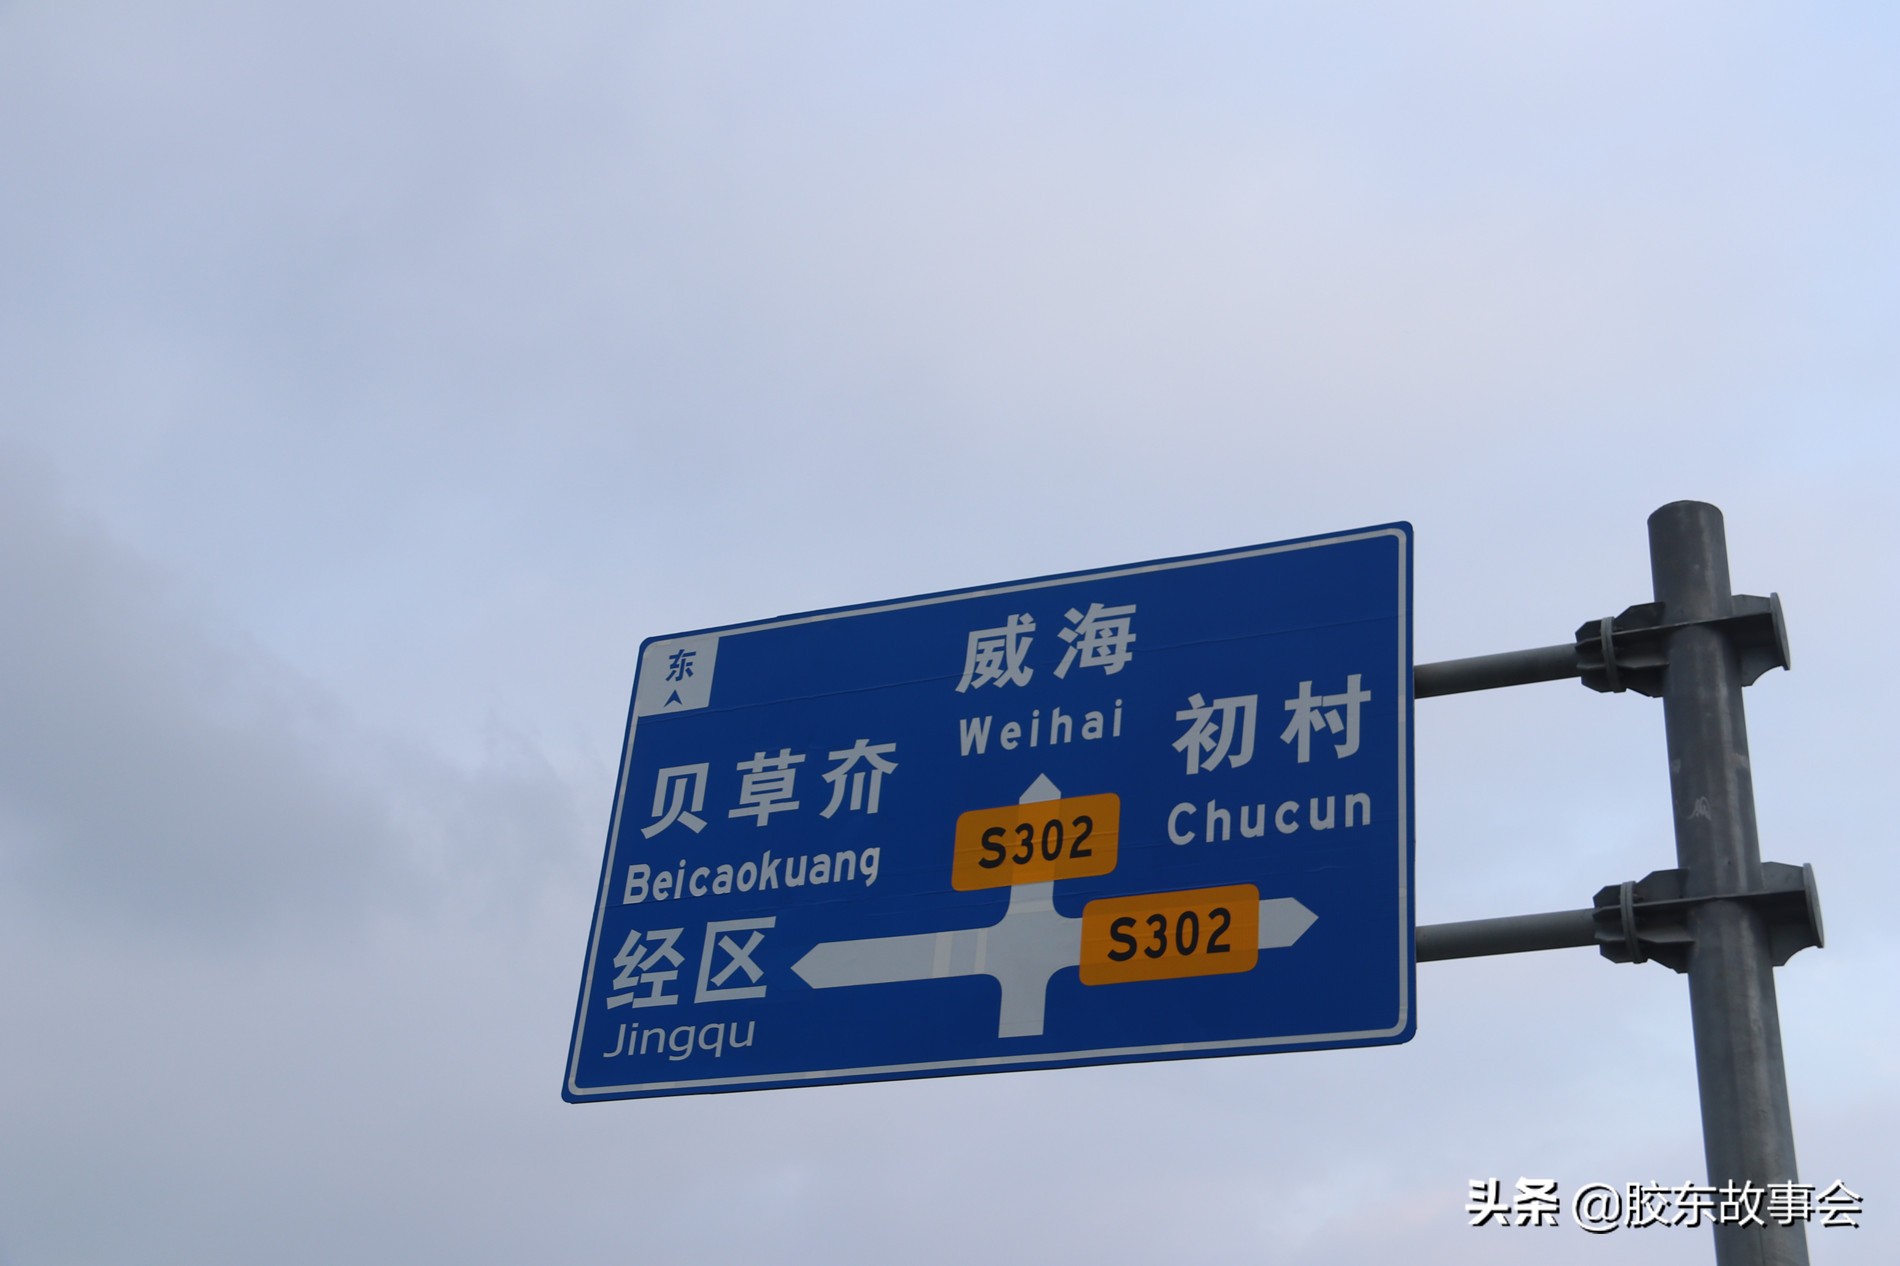 东
威海
Weihai
初村
Chucun
贝草夼
Beicaokuang
S302
S302
经区
Jingqu
头条 @胶东故事会